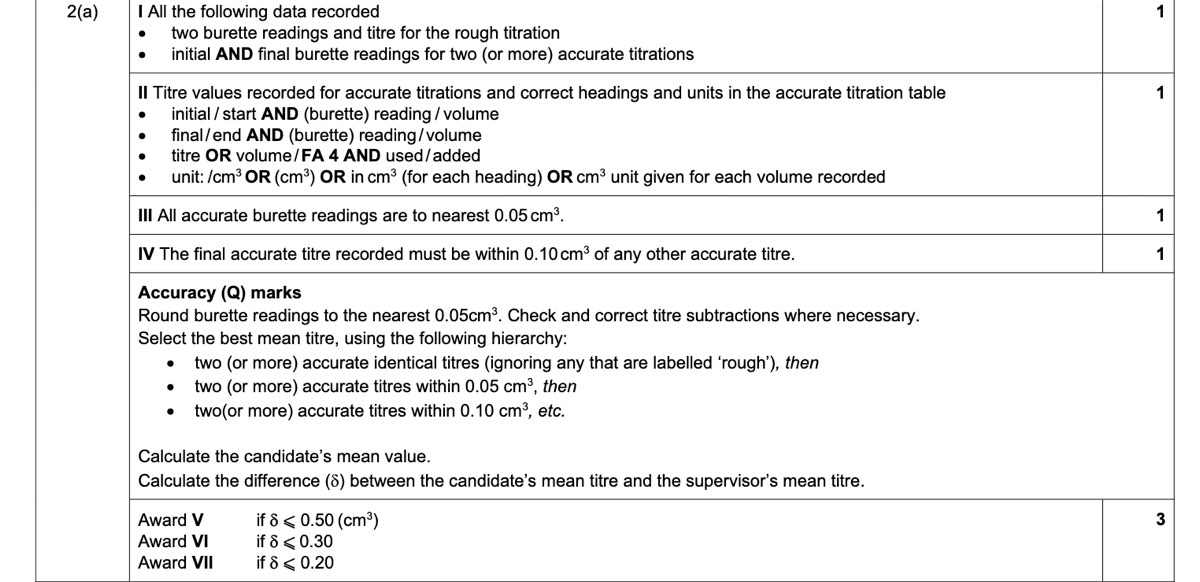 2(a)
I All the following data recorded
1
• two burette readings and titre for the rough titration
• initial AND final burette readings for two (or more) accurate titrations
II Titre values recorded for accurate titrations and correct headings and units in the accurate titration table
1
• initial / start AND (burette) reading / volume
• final / end AND (burette) reading / volume
• titre OR volume / FA 4 AND used / added
• unit: /cm³ OR (cm³) OR in cm³ (for each heading) OR cm³ unit given for each volume recorded
III All accurate burette readings are to nearest 0.05 cm³.
1
IV The final accurate titre recorded must be within 0.10 cm³ of any other accurate titre.
1
Accuracy (Q) marks
Round burette readings to the nearest 0.05cm³. Check and correct titre subtractions where necessary.
Select the best mean titre, using the following hierarchy:
• two (or more) accurate identical titres (ignoring any that are labelled ‘rough’), then
• two (or more) accurate titres within 0.05 cm³, then
• two(or more) accurate titres within 0.10 cm³, etc.
Calculate the candidate’s mean value.
Calculate the difference (δ) between the candidate’s mean titre and the supervisor’s mean titre.
Award V if δ ⩽ 0.50 (cm³)
3
Award VI if δ ⩽ 0.30
Award VII if δ ⩽ 0.20